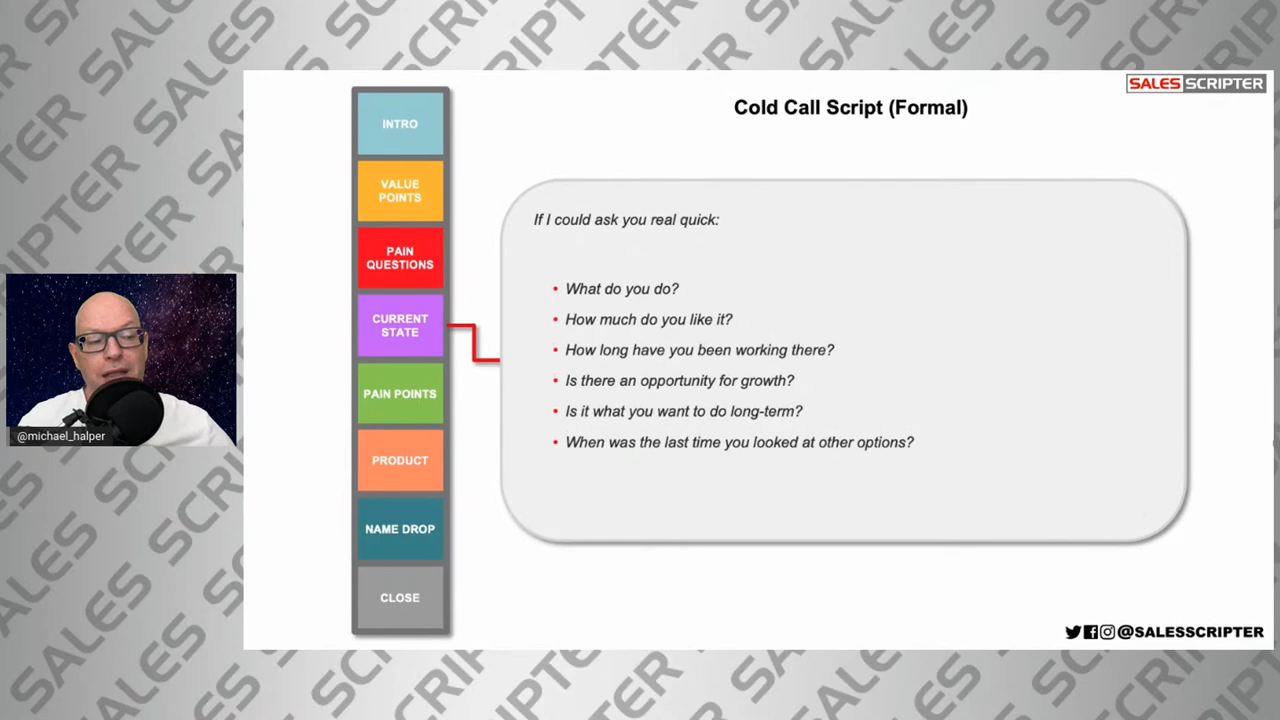 SALES SCRIPTER
Cold Call Script (Formal)
INTRO
VALUE
POINTS
PAIN
QUESTIONS
CURRENT
STATE
PAIN POINTS
PRODUCT
NAME DROP
CLOSE
If I could ask you real quick:
• What do you do?
• How much do you like it?
• How long have you been working there?
• Is there an opportunity for growth?
• Is it what you want to do long-term?
• When was the last time you looked at other options?
@michael_halper
@SALESSCRIPTER